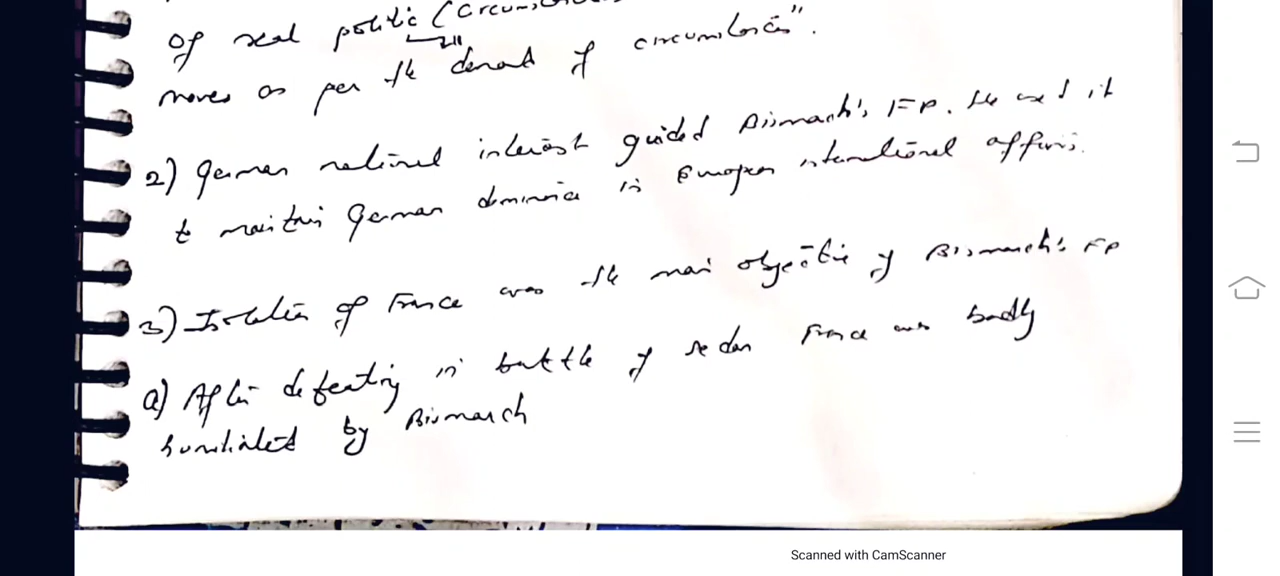 of real politic (
moves as per the demand of circumstances".
2) German national interest guided Bismarck's FP. He used it
to maintain German dominance in European international affairs.
3) Isolation of France was the main objective of Bismarck's FP
a) After defeating in battle of sedan France was badly
humiliated by Bismarck
Scanned with CamScanner